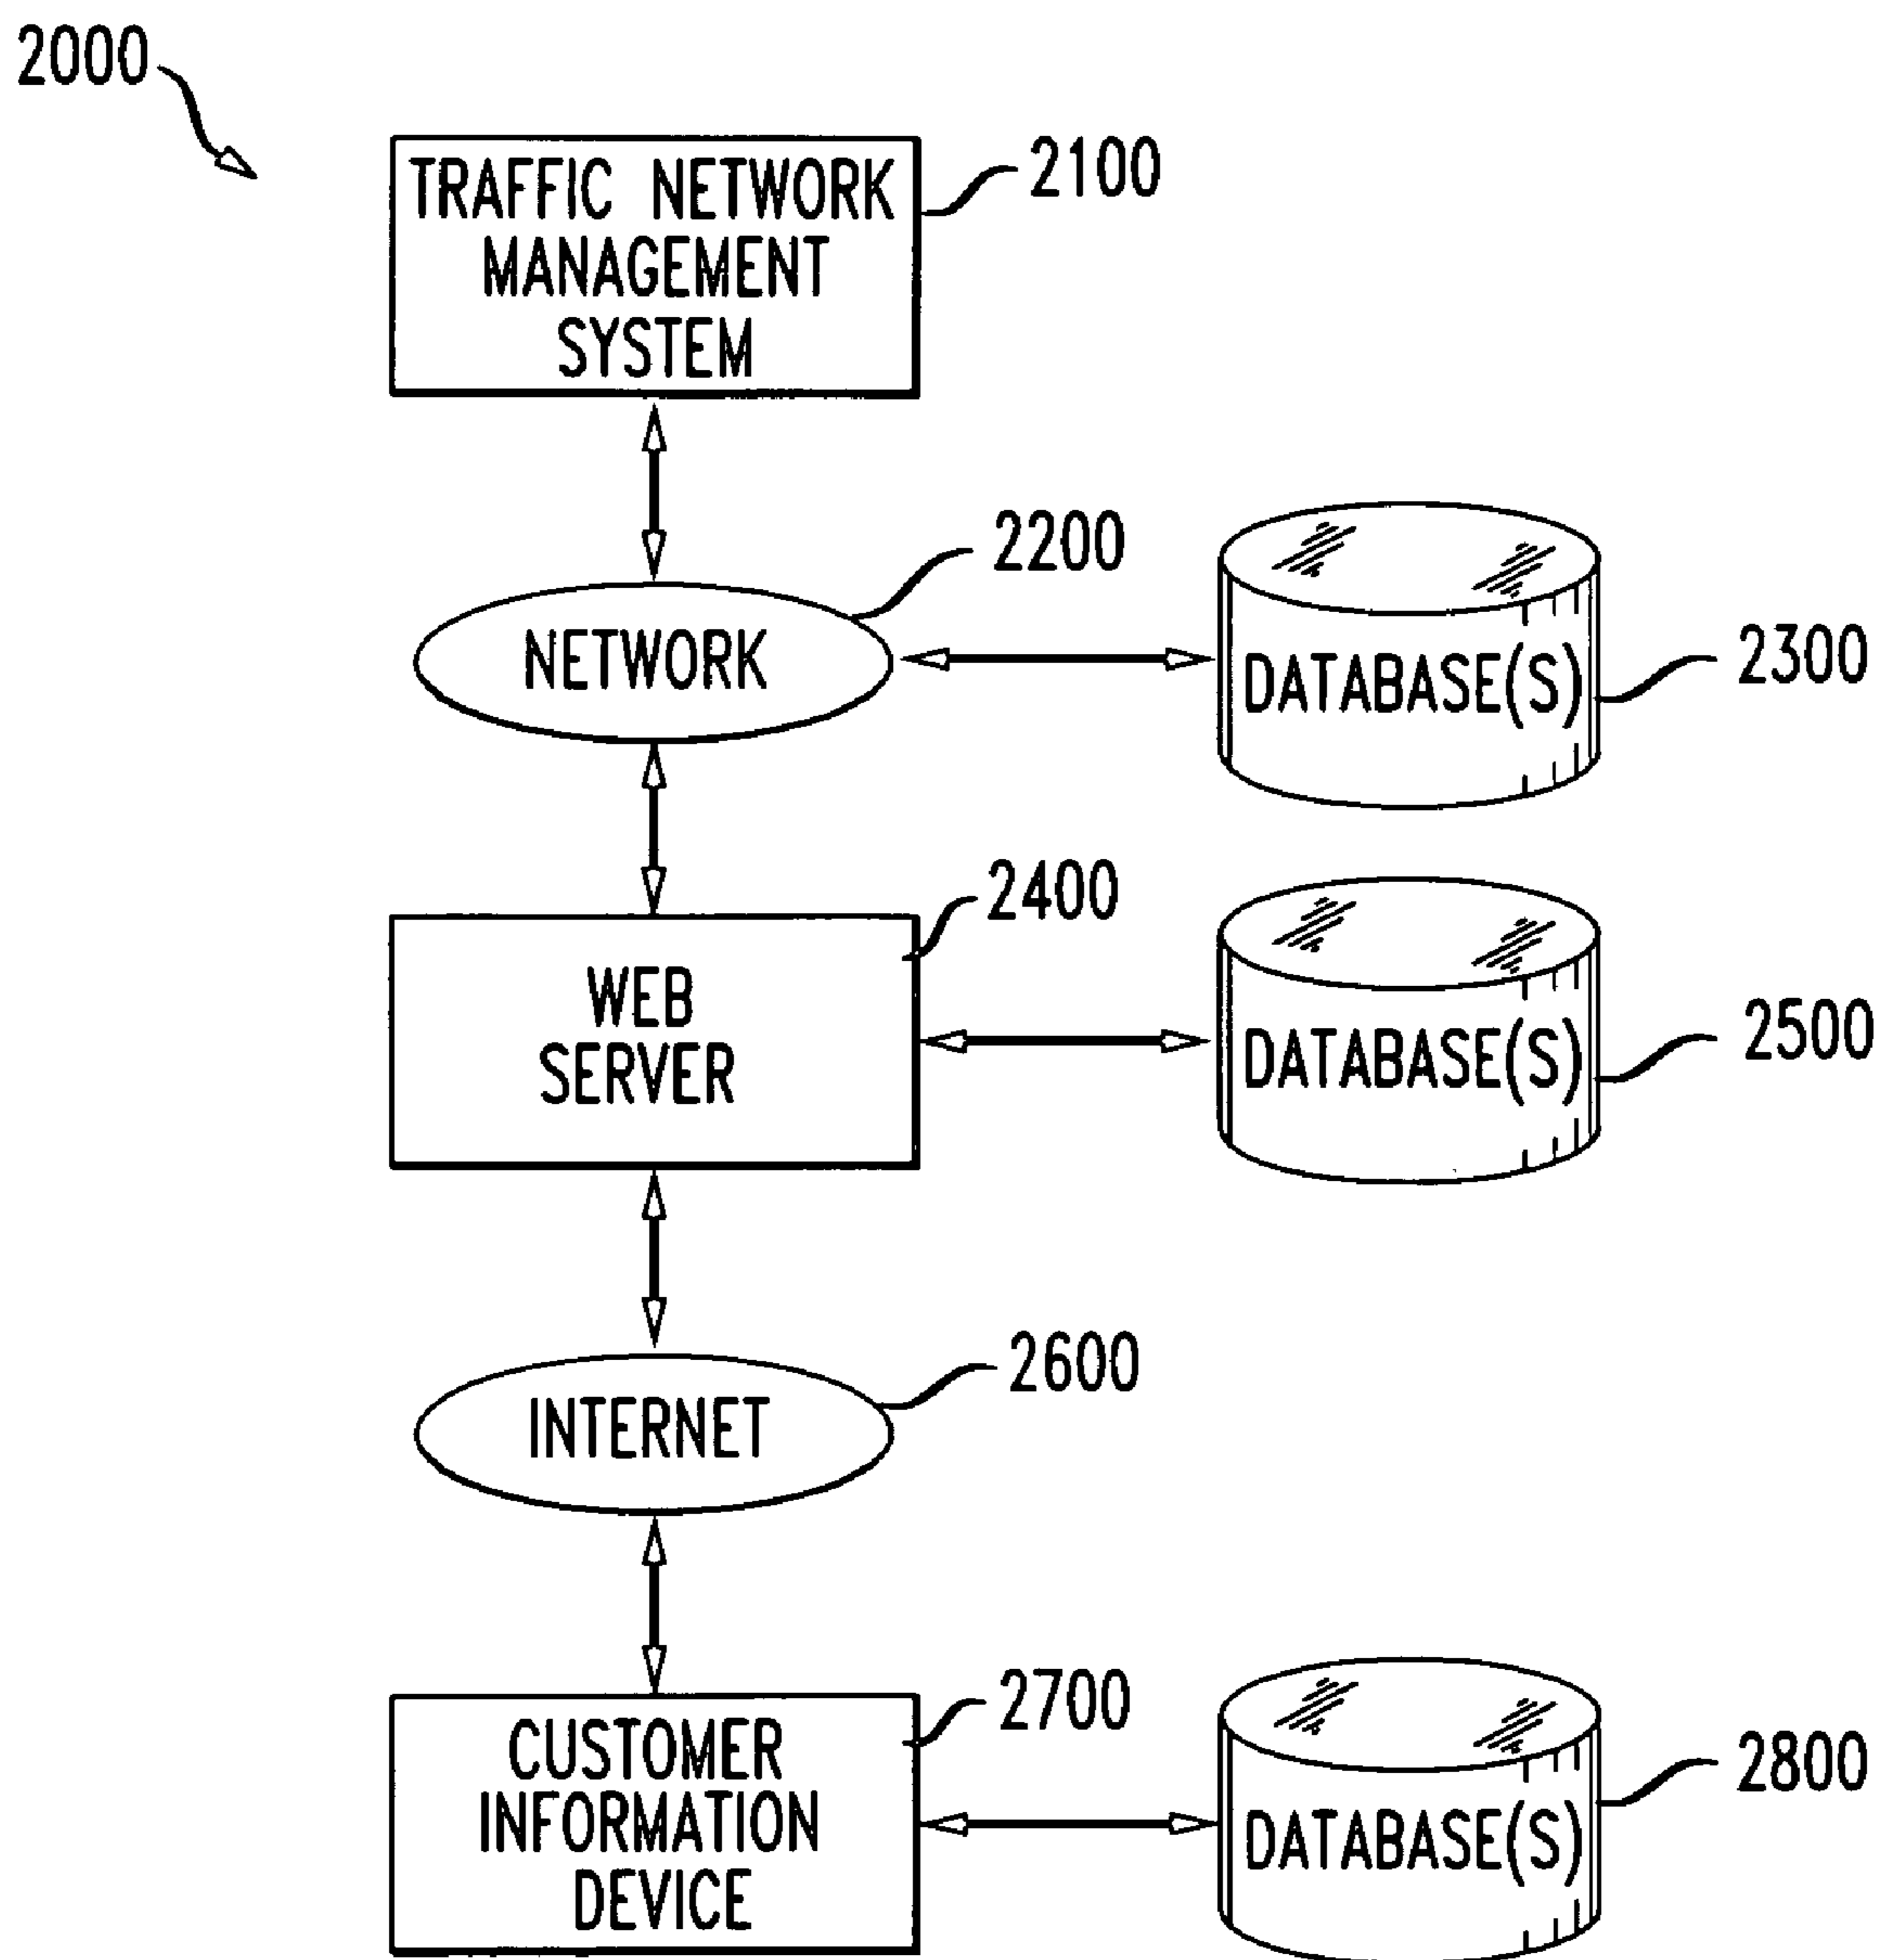 2000
TRAFFIC NETWORK
MANAGEMENT
SYSTEM
2100
2200
NETWORK
DATABASE(S)
2300
2400
WEB
SERVER
DATABASE(S)
2500
2600
INTERNET
2700
CUSTOMER
INFORMATION
DEVICE
DATABASE(S)
2800